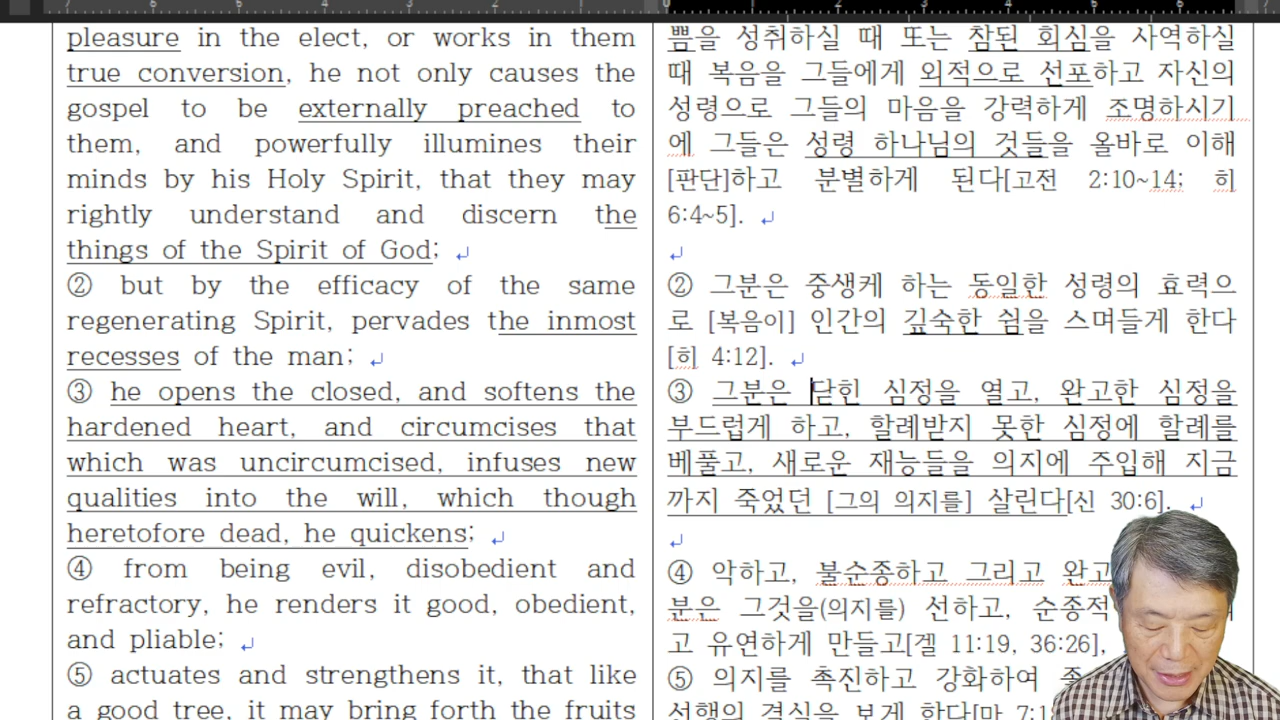 pleasure in the elect, or works in them
true conversion, he not only causes the
gospel to be externally preached to
them, and powerfully illumines their
minds by his Holy Spirit, that they may
rightly understand and discern the
things of the Spirit of God;
② but by the efficacy of the same
regenerating Spirit, pervades the inmost
recesses of the man;
③ he opens the closed, and softens the
hardened heart, and circumcises that
which was uncircumcised, infuses new
qualities into the will, which though
heretofore dead, he quickens;
④ from being evil, disobedient and
refractory, he renders it good, obedient,
and pliable;
⑤ actuates and strengthens it, that like
a good tree, it may bring forth the fruits
쁨을 성취하실 때 또는 참된 회심을 사역하실
때 복음을 그들에게 외적으로 선포하고 자신의
성령으로 그들의 마음을 강력하게 조명하시기
에 그들은 성령 하나님의 것들을 올바로 이해
[판단]하고 분별하게 된다[고전 2:10~14; 히
6:4~5].
② 그분은 중생케 하는 동일한 성령의 효력으
로 [복음이] 인간의 깊숙한 쉼을 스며들게 한다
[히 4:12].
③ 그분은 닫힌 심정을 열고, 완고한 심정을
부드럽게 하고, 할례받지 못한 심정에 할례를
베풀고, 새로운 재능들을 의지에 주입해 지금
까지 죽었던 [그의 의지를] 살린다[신 30:6].
④ 악하고, 불순종하고 그리고 완고
분은 그것을(의지를) 선하고, 순종적
고 유연하게 만들고[겔 11:19, 36:26],
⑤ 의지를 촉진하고 강화하여
선행의 결실을 맺게 한다[마 7:1